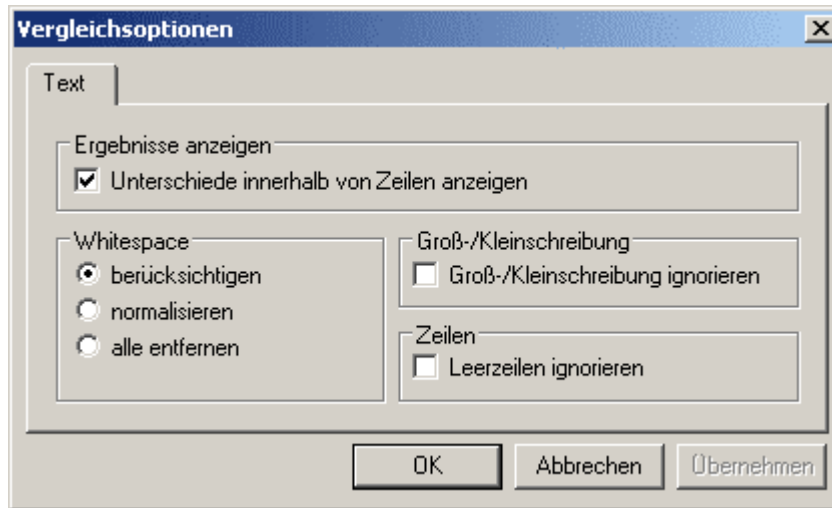 Vergleichsoptionen
Text
Ergebnisse anzeigen
Unterschiede innerhalb von Zeilen anzeigen
Whitespace
berücksichtigen
normalisieren
alle entfernen
Groß-/Kleinschreibung
Groß-/Kleinschreibung ignorieren
Zeilen
Leerzeilen ignorieren
OK Abbrechen Übernehmen